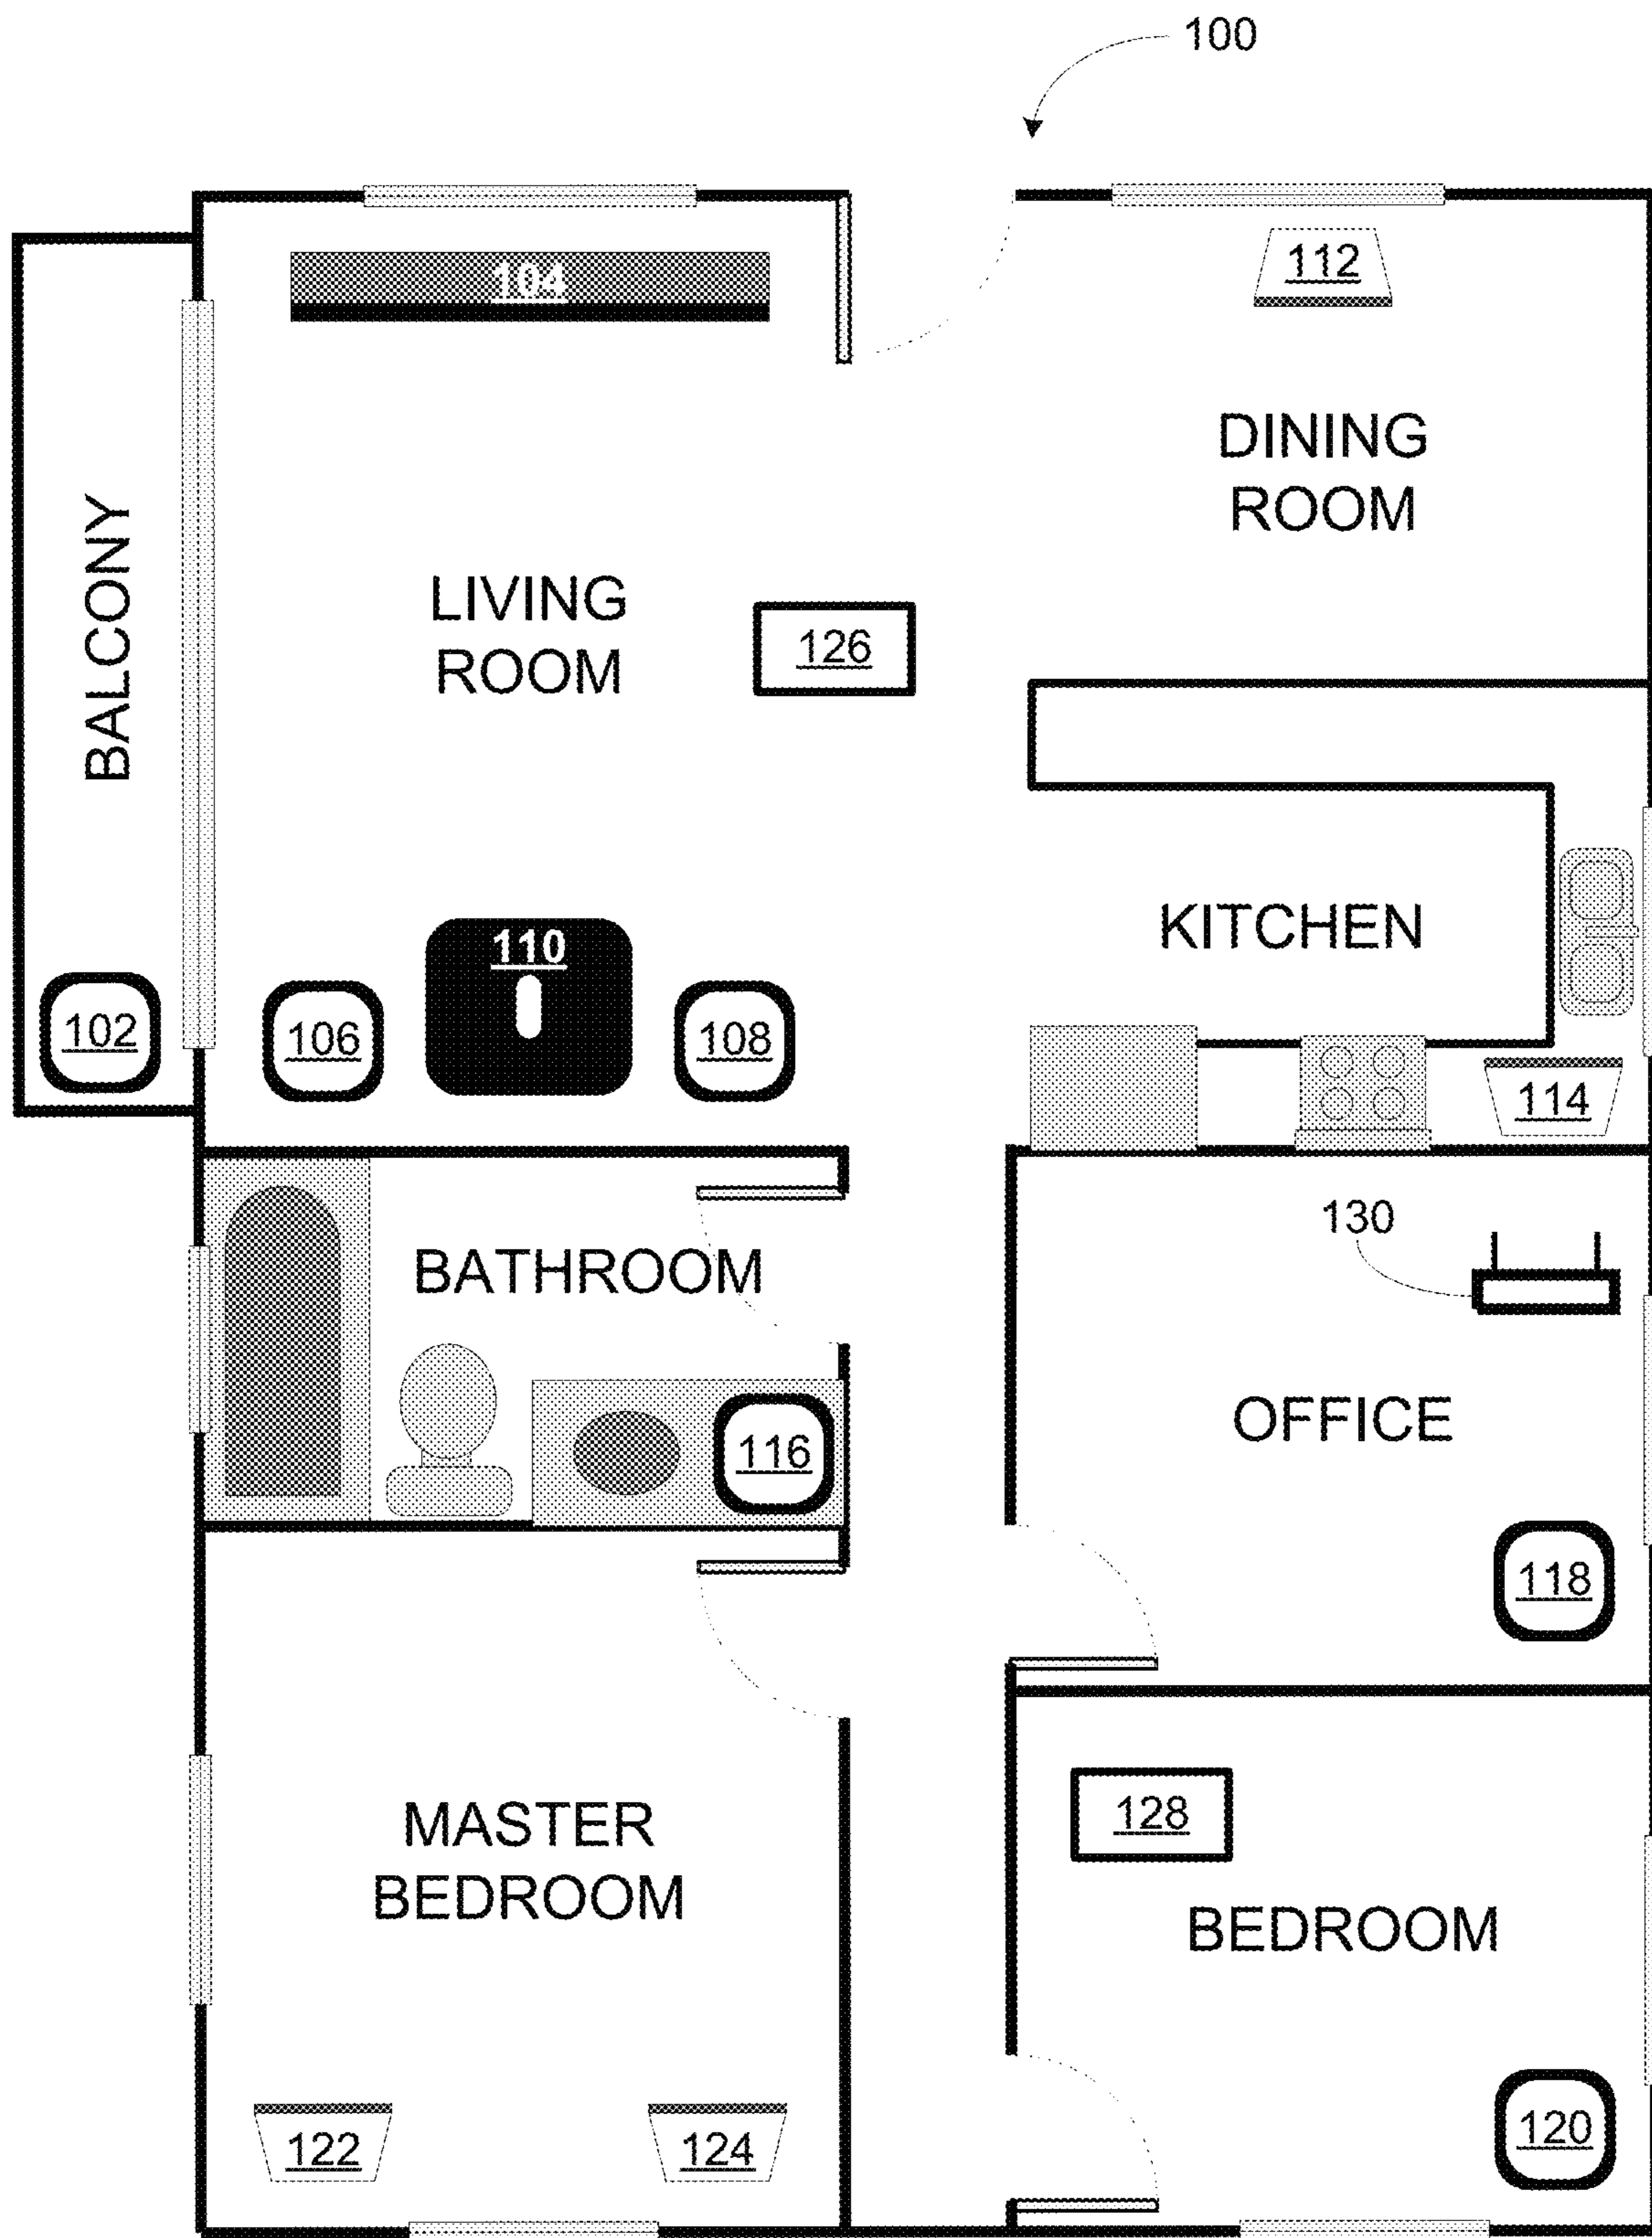 100
104
112
DINING
ROOM
BALCONY
LIVING
ROOM
126
KITCHEN
110
102
106
108
114
130
BATHROOM
OFFICE
116
118
MASTER
BEDROOM
128
BEDROOM
122
124
120